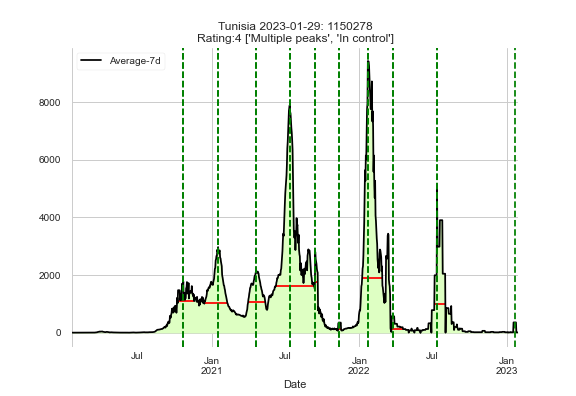 Tunisia 2023-01-29: 1150278
Rating:4 ['Multiple peaks', 'In control']
Average-7d
8000
6000
4000
2000
0
Jul
Jan
2021
Jul
Jan
2022
Jul
Jan
2023
Date